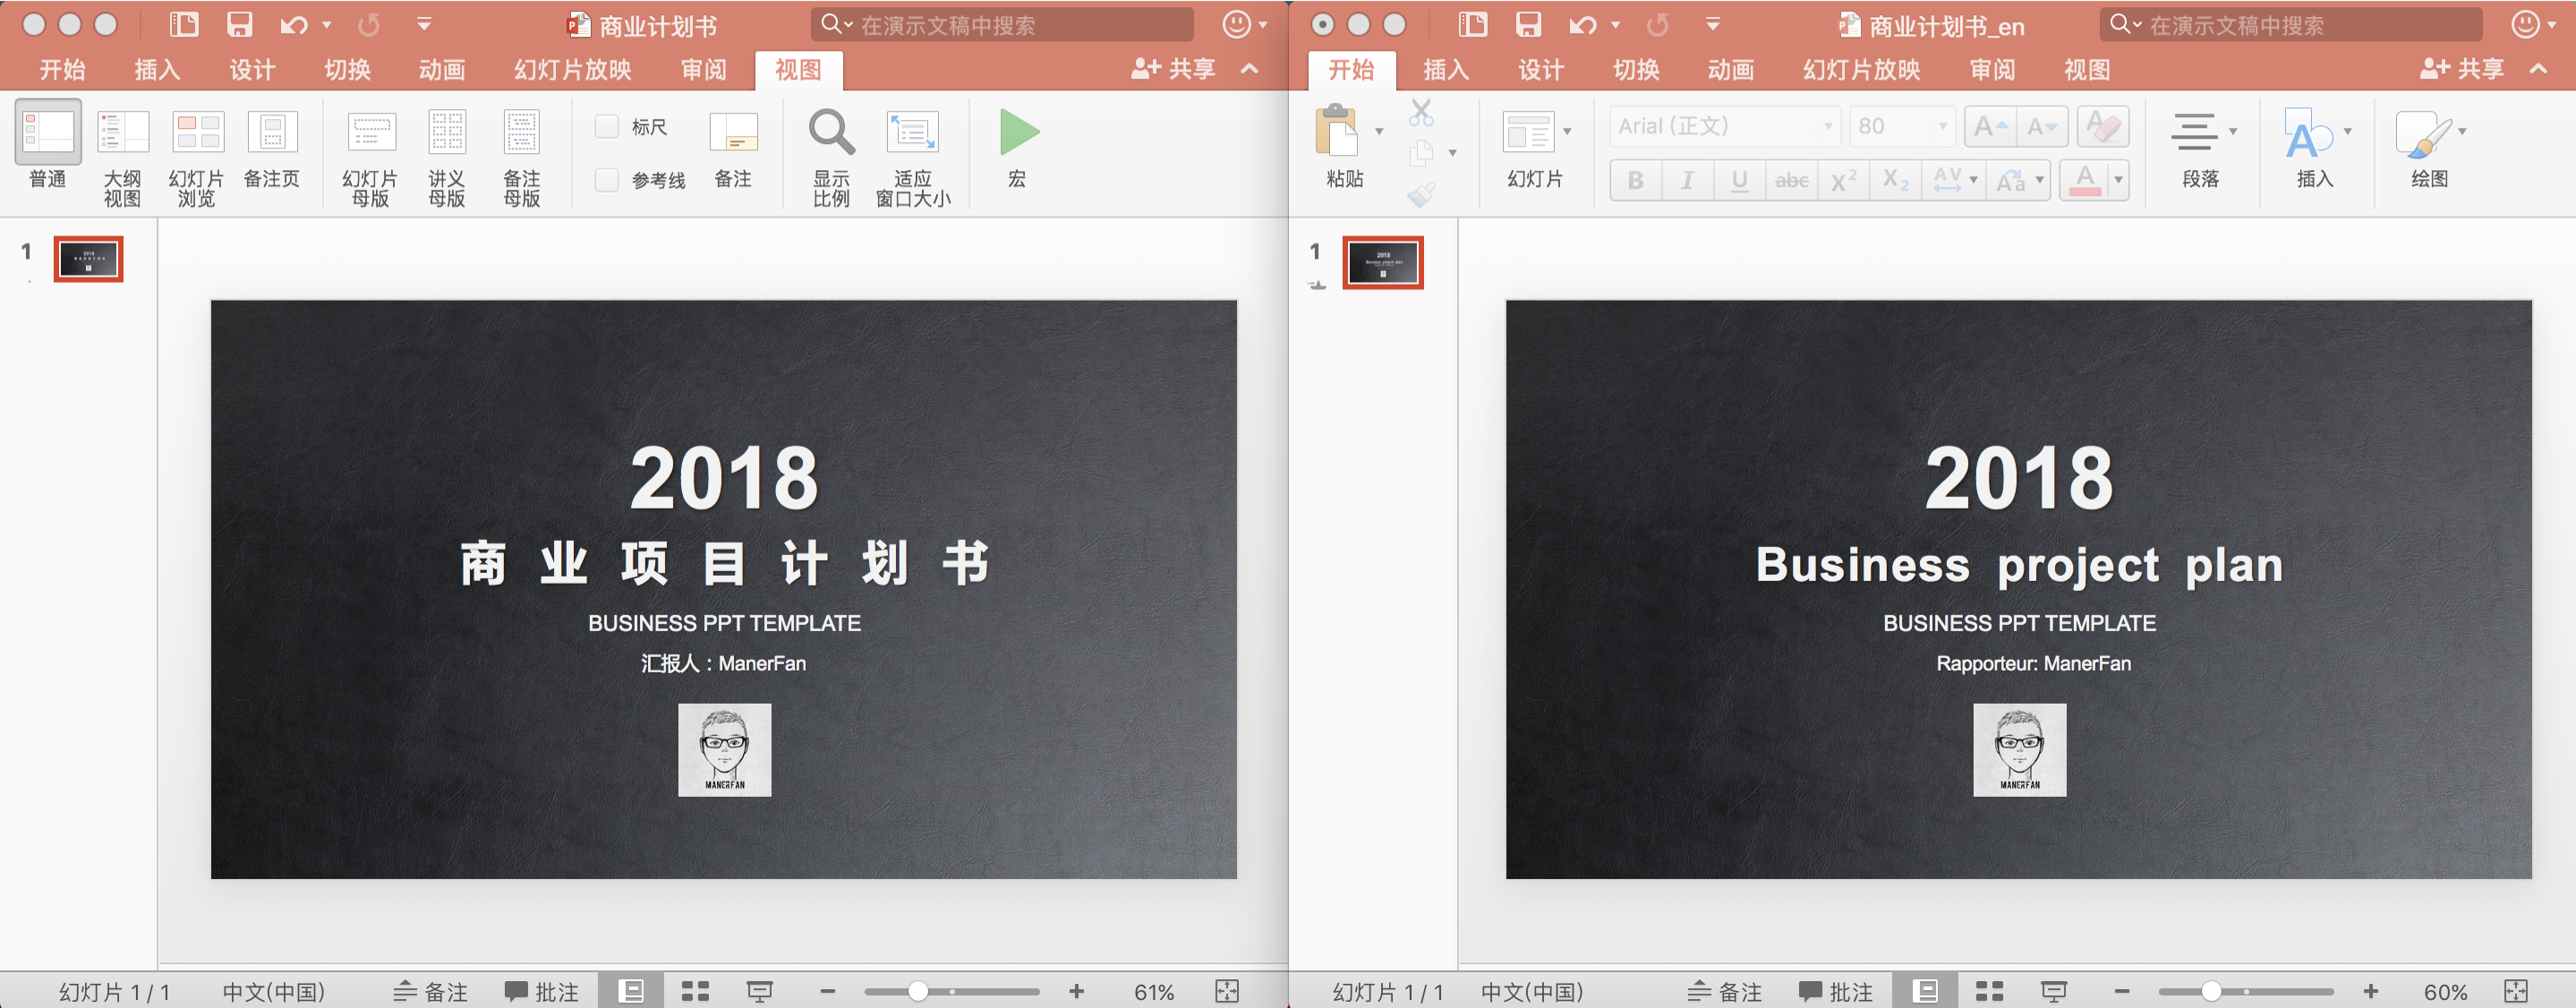 商业计划书
在演示文稿中搜索
开始 插入 设计 切换 动画 幻灯片放映 审阅 视图 共享
普通
大纲
视图
幻灯片
浏览
备注页
幻灯片
母版
讲义
母版
备注
母版
标尺
参考线
备注
显示
比例
适应
窗口大小
宏
1
2018
商业项目计划书
BUSINESS PPT TEMPLATE
汇报人：ManerFan
MANERFAN
幻灯片 1 / 1 中文(中国) 备注 批注 61%
商业计划书_en
在演示文稿中搜索
开始 插入 设计 切换 动画 幻灯片放映 审阅 视图 共享
粘贴
幻灯片
Arial (正文) 80 A A A
B I U abc X2 X2 AV Aa A
段落
插入
绘图
1
2018
Business project plan
BUSINESS PPT TEMPLATE
Rapporteur: ManerFan
MANERFAN
幻灯片 1 / 1 中文(中国) 备注 批注 60%